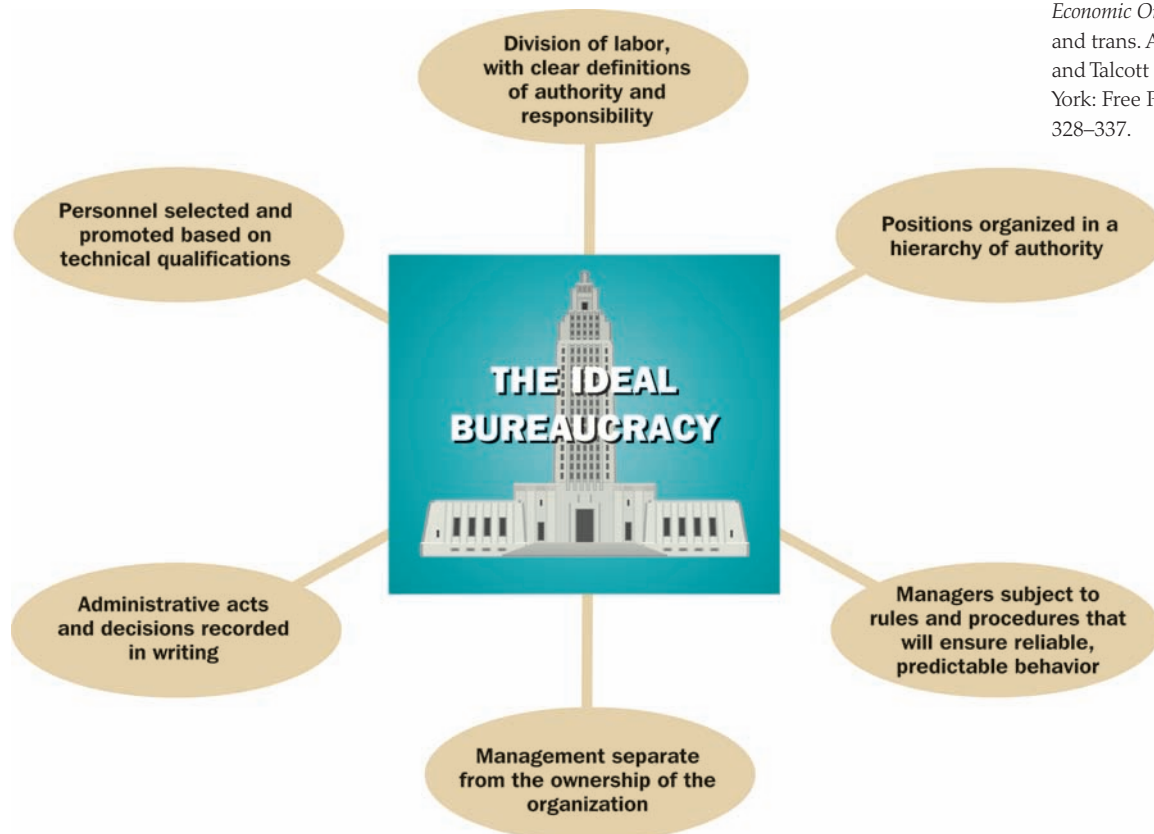 Economic O
and trans. A
and Talcott
York: Free
328–337.
Division of labor,
with clear definitions
of authority and
responsibility
Personnel selected and
promoted based on
technical qualifications
Positions organized in a
hierarchy of authority
THE IDEAL
BUREAUCRACY
Administrative acts
and decisions recorded
in writing
Managers subject to
rules and procedures that
will ensure reliable,
predictable behavior
Management separate
from the ownership of the
organization